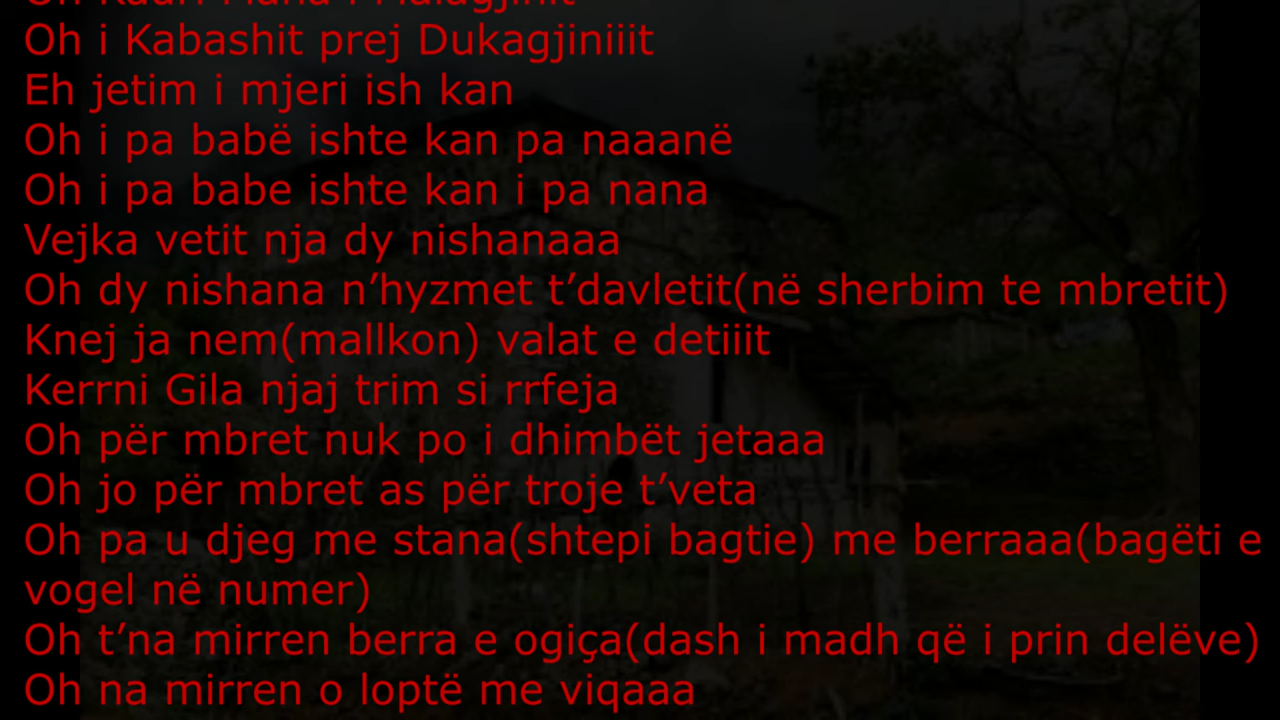 Oh i Kabashit prej Dukagjiniiit
Eh jetim i mjeri ish kan
Oh i pa babë ishte kan pa naaanë
Oh i pa babe ishte kan i pa nana
Vejka vetit nja dy nishanaaa
Oh dy nishana n’hyzmet t’davletit(në sherbim te mbretit)
Knej ja nem(mallkon) valat e detiiit
Kerrni Gila njaj trim si rrfeja
Oh për mbret nuk po i dhimbët jetaaa
Oh jo për mbret as për troje t’veta
Oh pa u djeg me stana(shtepi bagtie) me berraaa(bagëti e
vogel në numer)
Oh t’na mirren berra e ogiça(dash i madh që i prin delëve)
Oh na mirren o loptë me viqaaa